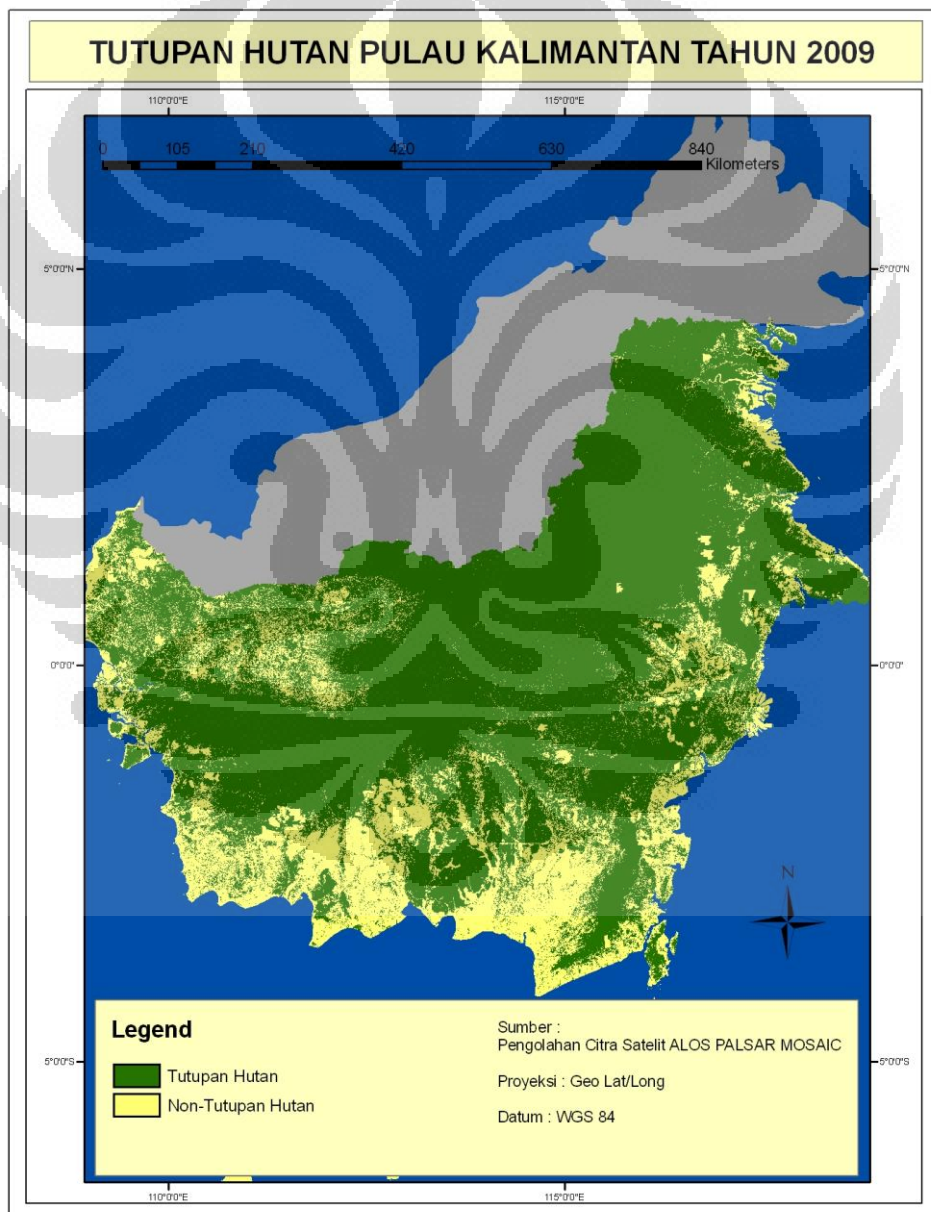 TUTUPAN HUTAN PULAU KALIMANTAN TAHUN 2009
110°0'0"E 115°0'0"E
0 105 210 420 630 840
Kilometers
5°0'0"N 5°0'0"N
0°0'0" 0°0'0"
N
Legend
Tutupan Hutan
Non-Tutupan Hutan
Sumber :
Pengolahan Citra Satelit ALOS PALSAR MOSAIC
Proyeksi : Geo Lat/Long
Datum : WGS 84
5°0'0"S 5°0'0"S
110°0'0"E 115°0'0"E